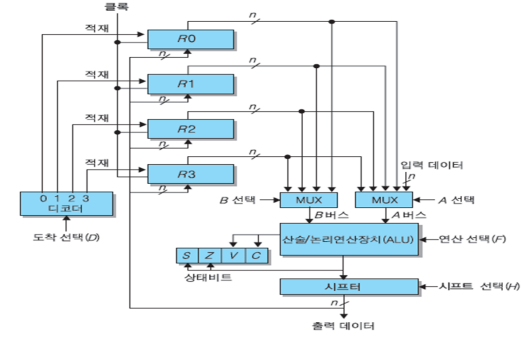 클록
n
적재
R0
n
n
적재
R1
n
n
적재
R2
n
n
적재
R3
n
n
입력 데이터
n
0 1 2 3
디코더
도착 선택(D)
B 선택
MUX
MUX
A 선택
B버스
A버스
산술/논리연산장치(ALU)
연산 선택(F)
S Z V C
상태비트
시프터
시프트 선택(H)
n
출력 데이터